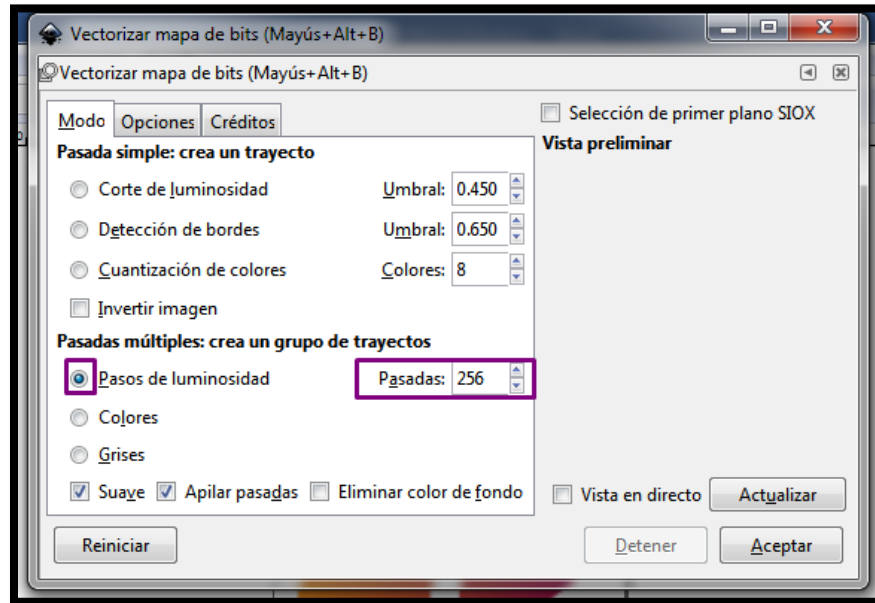 Vectorizar mapa de bits (Mayús+Alt+B)
Vectorizar mapa de bits (Mayús+Alt+B)
Modo Opciones Créditos
Selección de primer plano SIOX
Pasada simple: crea un trayecto
Vista preliminar
Corte de luminosidad Umbral: 0.450
Detección de bordes Umbral: 0.650
Cuantización de colores Colores: 8
Invertir imagen
Pasadas múltiples: crea un grupo de trayectos
Pasos de luminosidad Pasadas: 256
Colores
Grises
Suave Apilar pasadas Eliminar color de fondo
Vista en directo Actualizar
Reiniciar Detener Aceptar